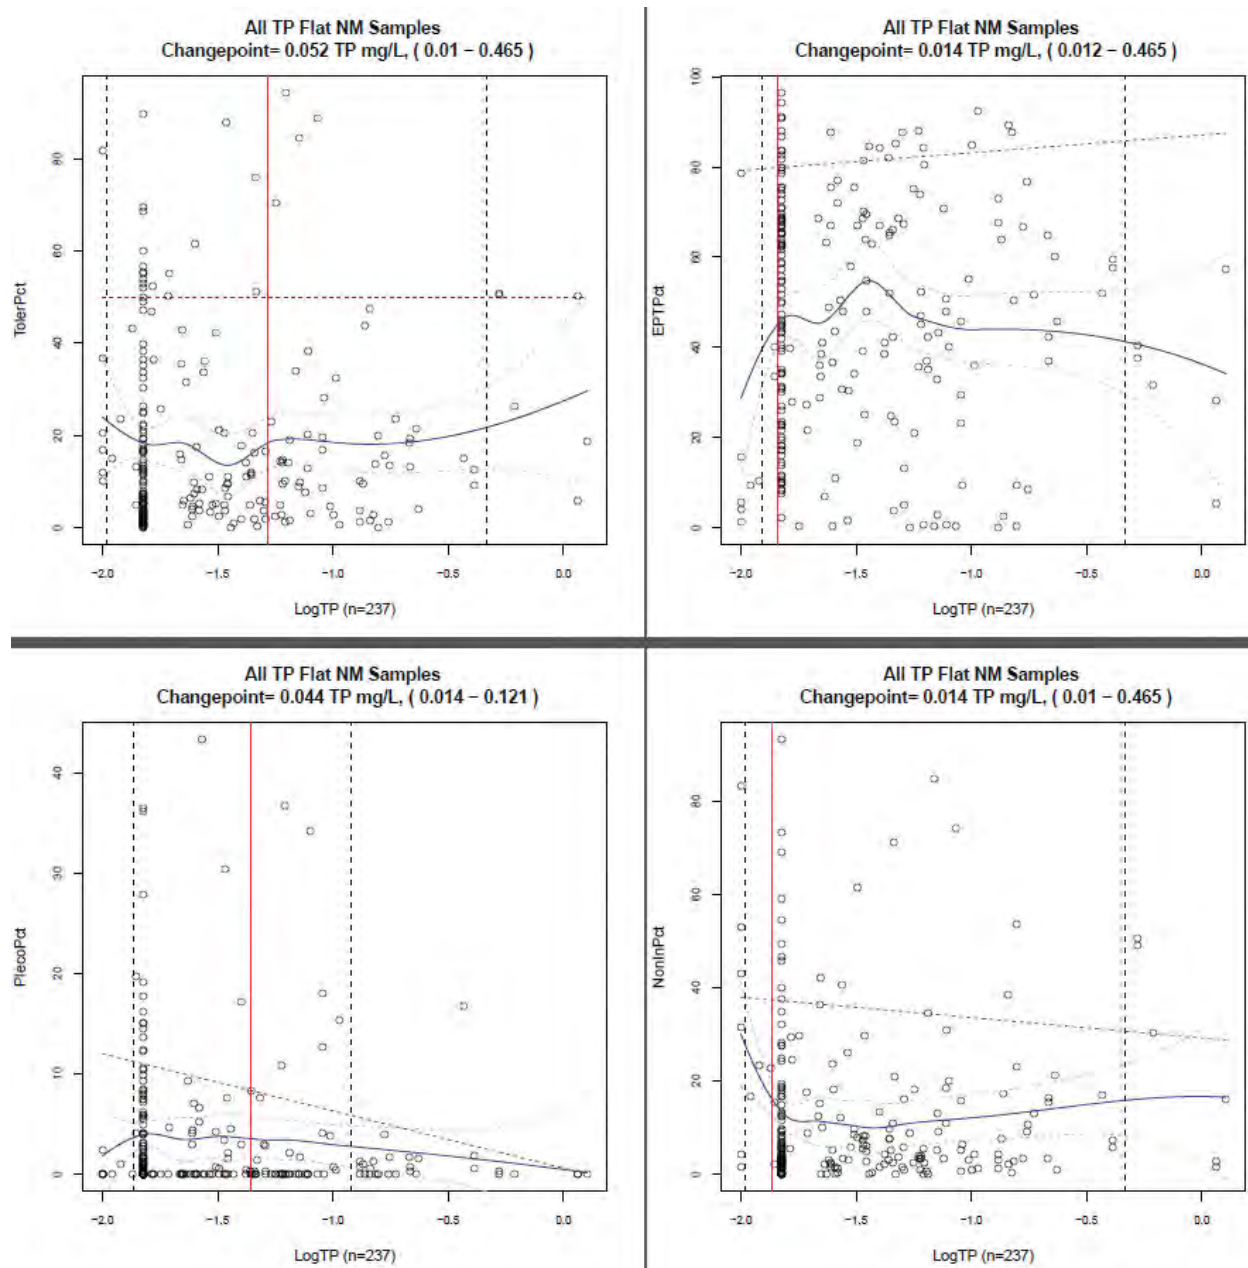 All TP Flat NM Samples
Changepoint= 0.052 TP mg/L, ( 0.01 − 0.465 )
TolerPct
80
60
40
20
0
−2.0 −1.5 −1.0 −0.5 0.0
LogTP (n=237)
All TP Flat NM Samples
Changepoint= 0.014 TP mg/L, ( 0.012 − 0.465 )
EPTPct
100
80
60
40
20
0
−2.0 −1.5 −1.0 −0.5 0.0
LogTP (n=237)
All TP Flat NM Samples
Changepoint= 0.044 TP mg/L, ( 0.014 − 0.121 )
PlecoPct
40
30
20
10
0
−2.0 −1.5 −1.0 −0.5 0.0
LogTP (n=237)
All TP Flat NM Samples
Changepoint= 0.014 TP mg/L, ( 0.01 − 0.465 )
NonInPct
80
60
40
20
0
−2.0 −1.5 −1.0 −0.5 0.0
LogTP (n=237)